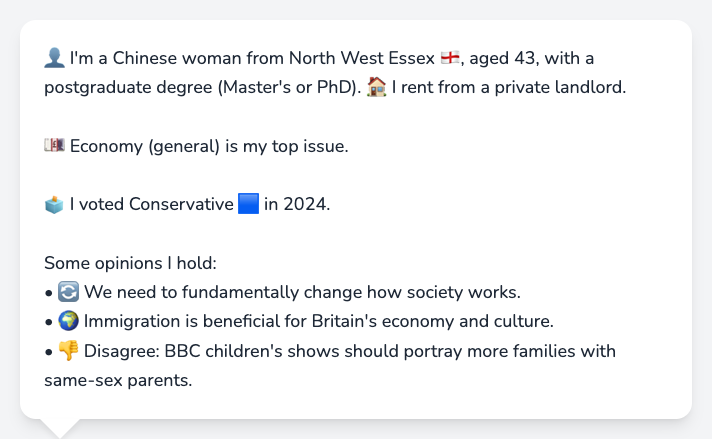 👤 I'm a Chinese woman from North West Essex 🏴󠁧󠁢󠁥󠁮󠁧󠁿, aged 43, with a
postgraduate degree (Master's or PhD). 🏠 I rent from a private landlord.
💷 Economy (general) is my top issue.
🗳️ I voted Conservative 🟦 in 2024.
Some opinions I hold:
• 🔄 We need to fundamentally change how society works.
• 🌍 Immigration is beneficial for Britain's economy and culture.
• 👎 Disagree: BBC children's shows should portray more families with
same-sex parents.